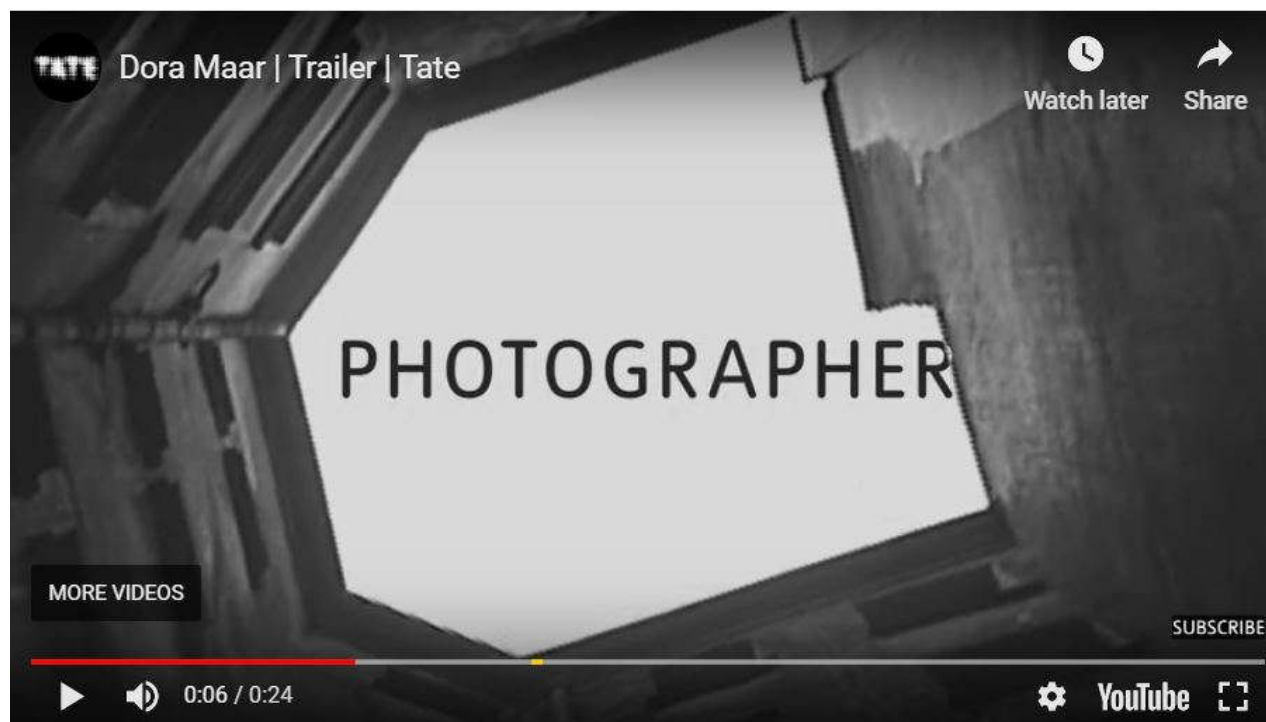 TATE
Dora Maar | Trailer | Tate
Watch later
Share
PHOTOGRAPHER
MORE VIDEOS
SUBSCRIBE
0:06 / 0:24
YouTube